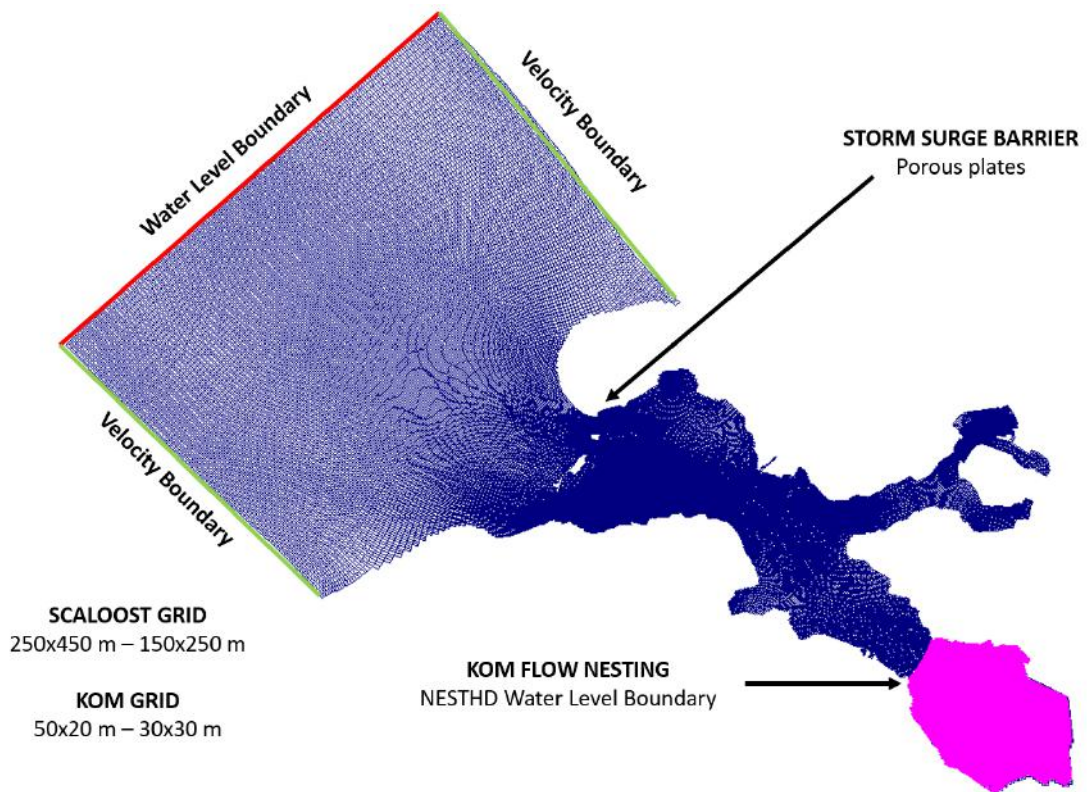 Water Level Boundary
Velocity Boundary
STORM SURGE BARRIER
Porous plates
Velocity Boundary
SCALOOST GRID
250x450 m – 150x250 m
KOM GRID
50x20 m – 30x30 m
KOM FLOW NESTING
NESTHD Water Level Boundary